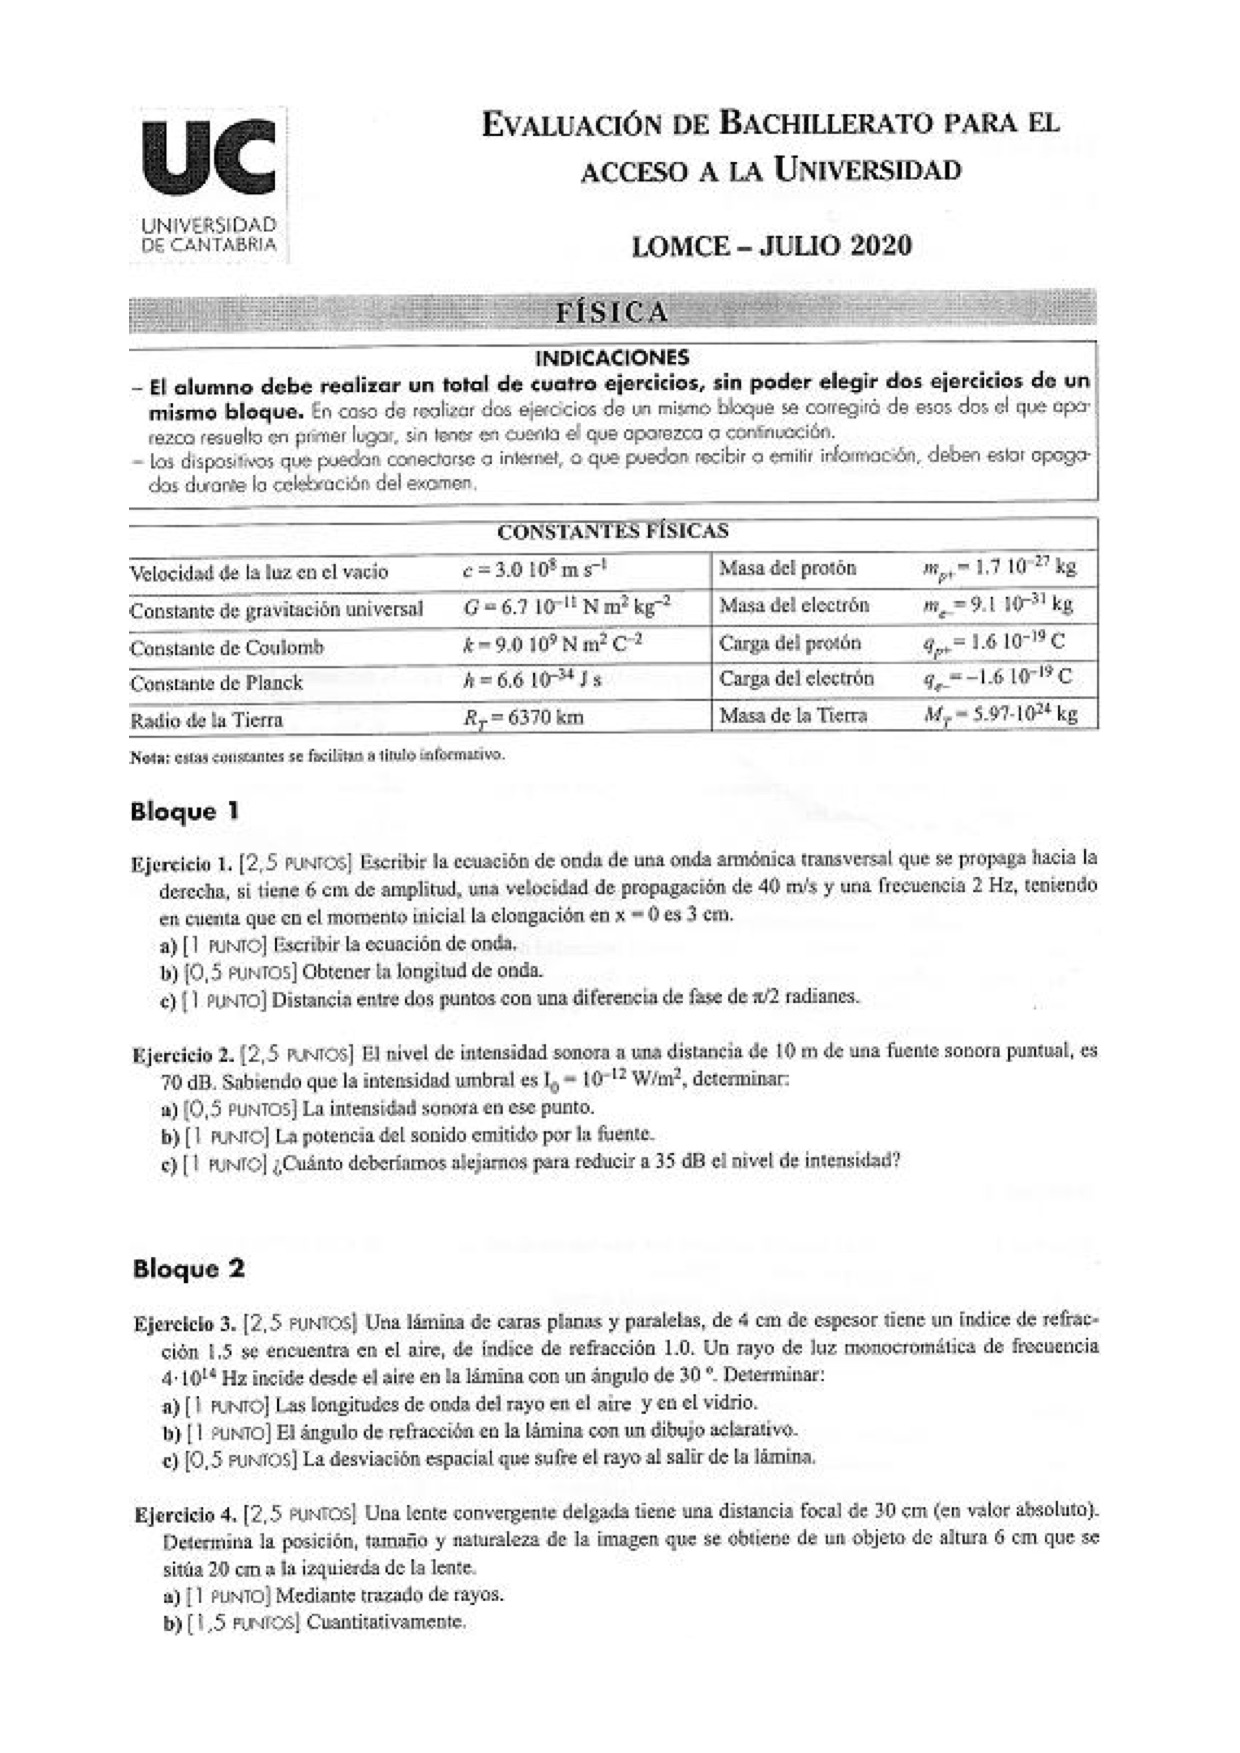 UC
UNIVERSIDAD
DE CANTABRIA
EVALUACIÓN DE BACHILLERATO PARA EL
ACCESO A LA UNIVERSIDAD
LOMCE – JULIO 2020
FÍSICA
INDICACIONES
– El alumno debe realizar un total de cuatro ejercicios, sin poder elegir dos ejercicios de un
mismo bloque. En caso de realizar dos ejercicios de un mismo bloque se corregirá de esos dos el que apa-
rezca resuelto en primer lugar, sin tener en cuenta el que aparezca a continuación.
– Los dispositivos que puedan conectarse a internet, o que puedan recibir o emitir información, deben estar apaga-
dos durante la celebración del examen.
CONSTANTES FÍSICAS
Velocidad de la luz en el vacío c = 3.0 10⁸ m s⁻¹ Masa del protón mₚ₊ = 1.7 10⁻²⁷ kg
Constante de gravitación universal G = 6.7 10⁻¹¹ N m² kg⁻² Masa del electrón mₑ₋ = 9.1 10⁻³¹ kg
Constante de Coulomb k = 9.0 10⁹ N m² C⁻² Carga del protón qₚ₊ = 1.6 10⁻¹⁹ C
Constante de Planck h = 6.6 10⁻³⁴ J s Carga del electrón qₑ₋ = –1.6 10⁻¹⁹ C
Radio de la Tierra R_T = 6370 km Masa de la Tierra M_T = 5.97·10²⁴ kg
Nota: estas constantes se facilitan a título informativo.
Bloque 1
Ejercicio 1. [2,5 PUNTOS] Escribir la ecuación de onda de una onda armónica transversal que se propaga hacia la
derecha, si tiene 6 cm de amplitud, una velocidad de propagación de 40 m/s y una frecuencia 2 Hz, teniendo
en cuenta que en el momento inicial la elongación en x = 0 es 3 cm.
a) [1 PUNTO] Escribir la ecuación de onda.
b) [0,5 PUNTOS] Obtener la longitud de onda.
c) [1 PUNTO] Distancia entre dos puntos con una diferencia de fase de π/2 radianes.
Ejercicio 2. [2,5 PUNTOS] El nivel de intensidad sonora a una distancia de 10 m de una fuente sonora puntual, es
70 dB. Sabiendo que la intensidad umbral es I₀ = 10⁻¹² W/m², determinar:
a) [0,5 PUNTOS] La intensidad sonora en ese punto.
b) [1 PUNTO] La potencia del sonido emitido por la fuente.
c) [1 PUNTO] ¿Cuánto deberíamos alejarnos para reducir a 35 dB el nivel de intensidad?
Bloque 2
Ejercicio 3. [2,5 PUNTOS] Una lámina de caras planas y paralelas, de 4 cm de espesor tiene un índice de refrac-
ción 1.5 se encuentra en el aire, de índice de refracción 1.0. Un rayo de luz monocromática de frecuencia
4·10¹⁴ Hz incide desde el aire en la lámina con un ángulo de 30 º. Determinar:
a) [1 PUNTO] Las longitudes de onda del rayo en el aire y en el vidrio.
b) [1 PUNTO] El ángulo de refracción en la lámina con un dibujo aclarativo.
c) [0,5 PUNTOS] La desviación espacial que sufre el rayo al salir de la lámina.
Ejercicio 4. [2,5 PUNTOS] Una lente convergente delgada tiene una distancia focal de 30 cm (en valor absoluto).
Determina la posición, tamaño y naturaleza de la imagen que se obtiene de un objeto de altura 6 cm que se
sitúa 20 cm a la izquierda de la lente.
a) [1 PUNTO] Mediante trazado de rayos.
b) [1,5 PUNTOS] Cuantitativamente.